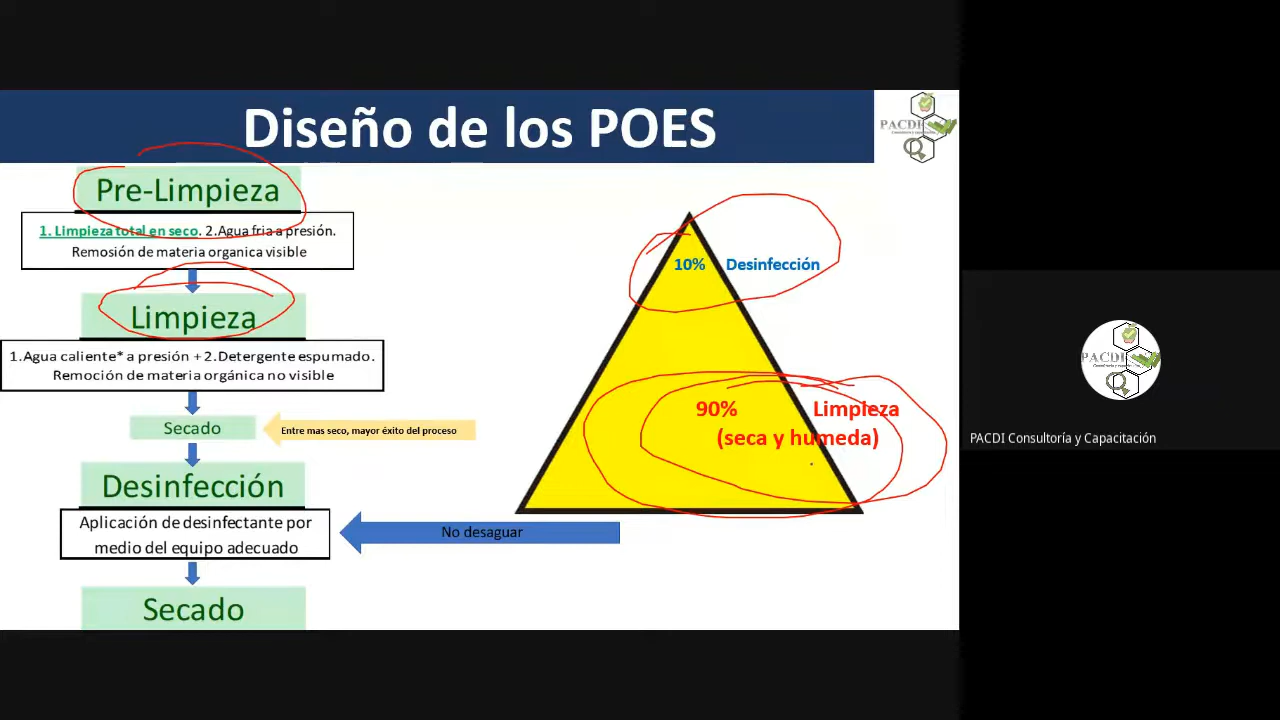 Diseño de los POES
PACDI
Pre-Limpieza
1. Limpieza total en seco. 2.Agua fria a presión.
Remosión de materia organica visible
Limpieza
1.Agua caliente* a presión + 2.Detergente espumado.
Remoción de materia orgánica no visible
Secado
Entre mas seco, mayor éxito del proceso
Desinfección
Aplicación de desinfectante por
medio del equipo adecuado
No desaguar
Secado
10% Desinfección
90% Limpieza
(seca y humeda)
PACDI
PACDI Consultoría y Capacitación